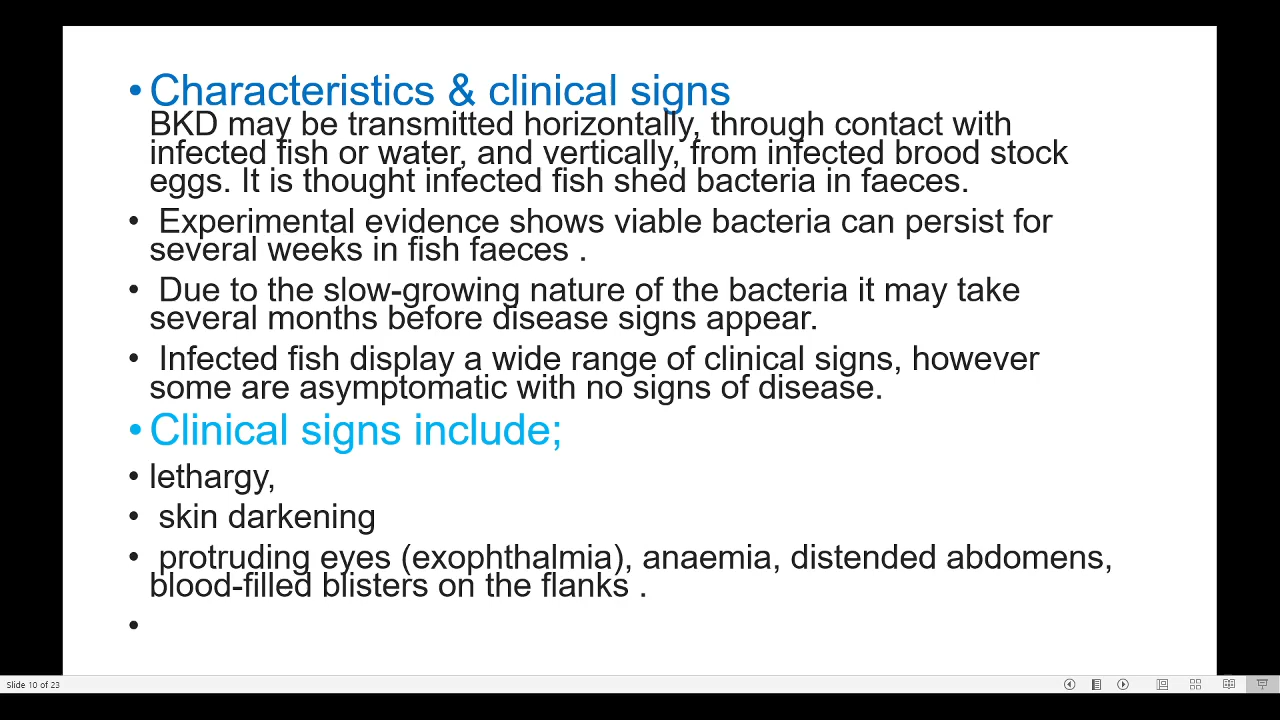 • Characteristics & clinical signs
BKD may be transmitted horizontally, through contact with
infected fish or water, and vertically, from infected brood stock
eggs. It is thought infected fish shed bacteria in faeces.
• Experimental evidence shows viable bacteria can persist for
several weeks in fish faeces .
• Due to the slow-growing nature of the bacteria it may take
several months before disease signs appear.
• Infected fish display a wide range of clinical signs, however
some are asymptomatic with no signs of disease.
• Clinical signs include;
• lethargy,
• skin darkening
• protruding eyes (exophthalmia), anaemia, distended abdomens,
blood-filled blisters on the flanks .
•
Slide 10 of 23